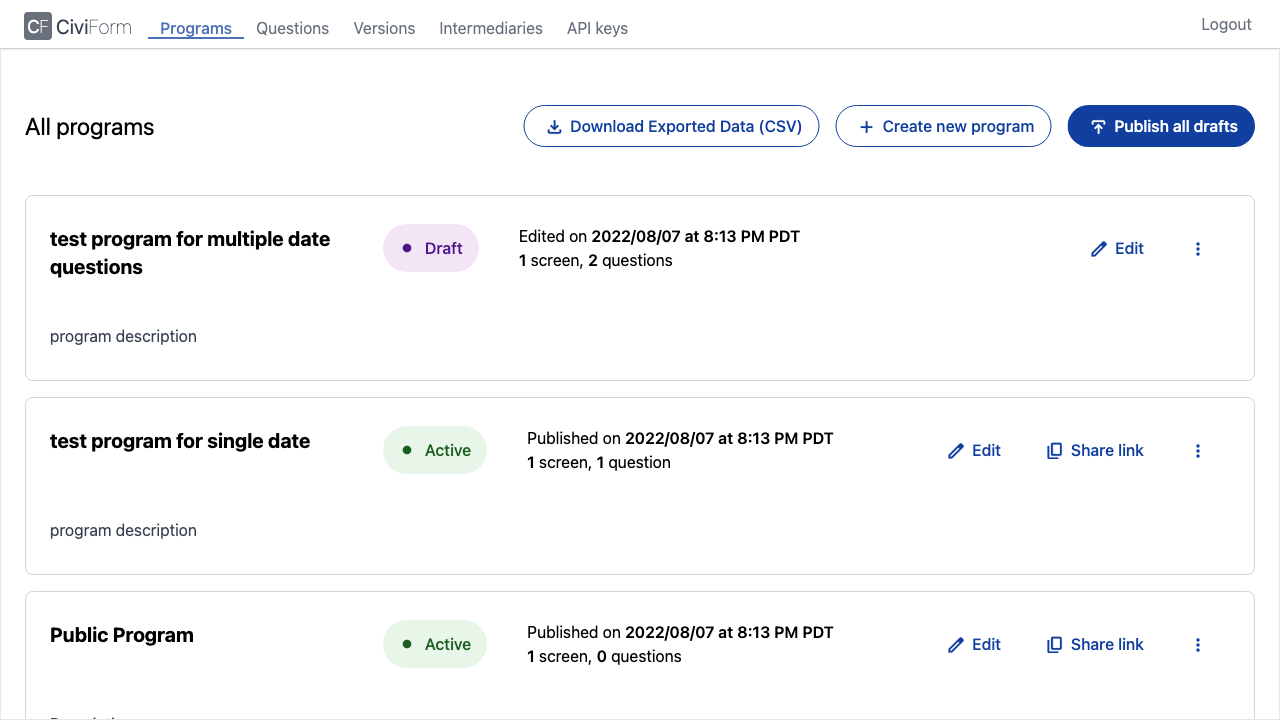 CF CiviForm
Programs
Questions
Versions
Intermediaries
API keys
Logout
All programs
Download Exported Data (CSV)
Create new program
Publish all drafts
test program for multiple date
questions
Draft
Edited on 2022/08/07 at 8:13 PM PDT
1 screen, 2 questions
Edit
program description
test program for single date
Active
Published on 2022/08/07 at 8:13 PM PDT
1 screen, 1 question
Edit
Share link
program description
Public Program
Active
Published on 2022/08/07 at 8:13 PM PDT
1 screen, 0 questions
Edit
Share link